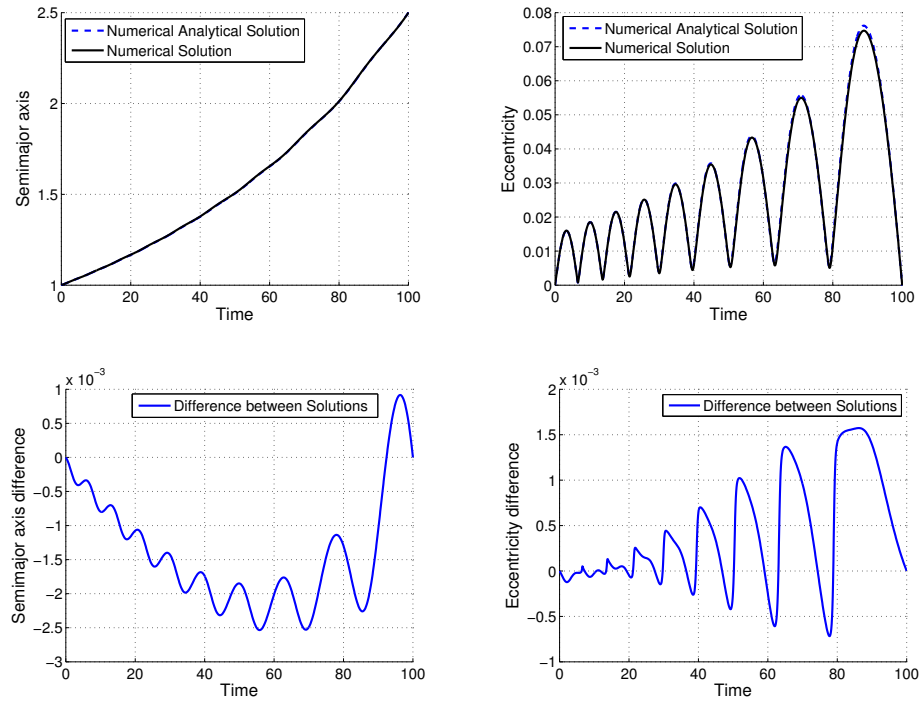 2.5
2
1.5
1
Semimajor axis
Numerical Analytical Solution
Numerical Solution
0 20 40 60 80 100
Time
0.08
0.07
0.06
0.05
0.04
0.03
0.02
0.01
0
Eccentricity
Numerical Analytical Solution
Numerical Solution
0 20 40 60 80 100
Time
x 10⁻³
1
0.5
0
−0.5
−1
−1.5
−2
−2.5
−3
Semimajor axis difference
Difference between Solutions
0 20 40 60 80 100
Time
x 10⁻³
2
1.5
1
0.5
0
−0.5
−1
Eccentricity difference
Difference between Solutions
0 20 40 60 80 100
Time